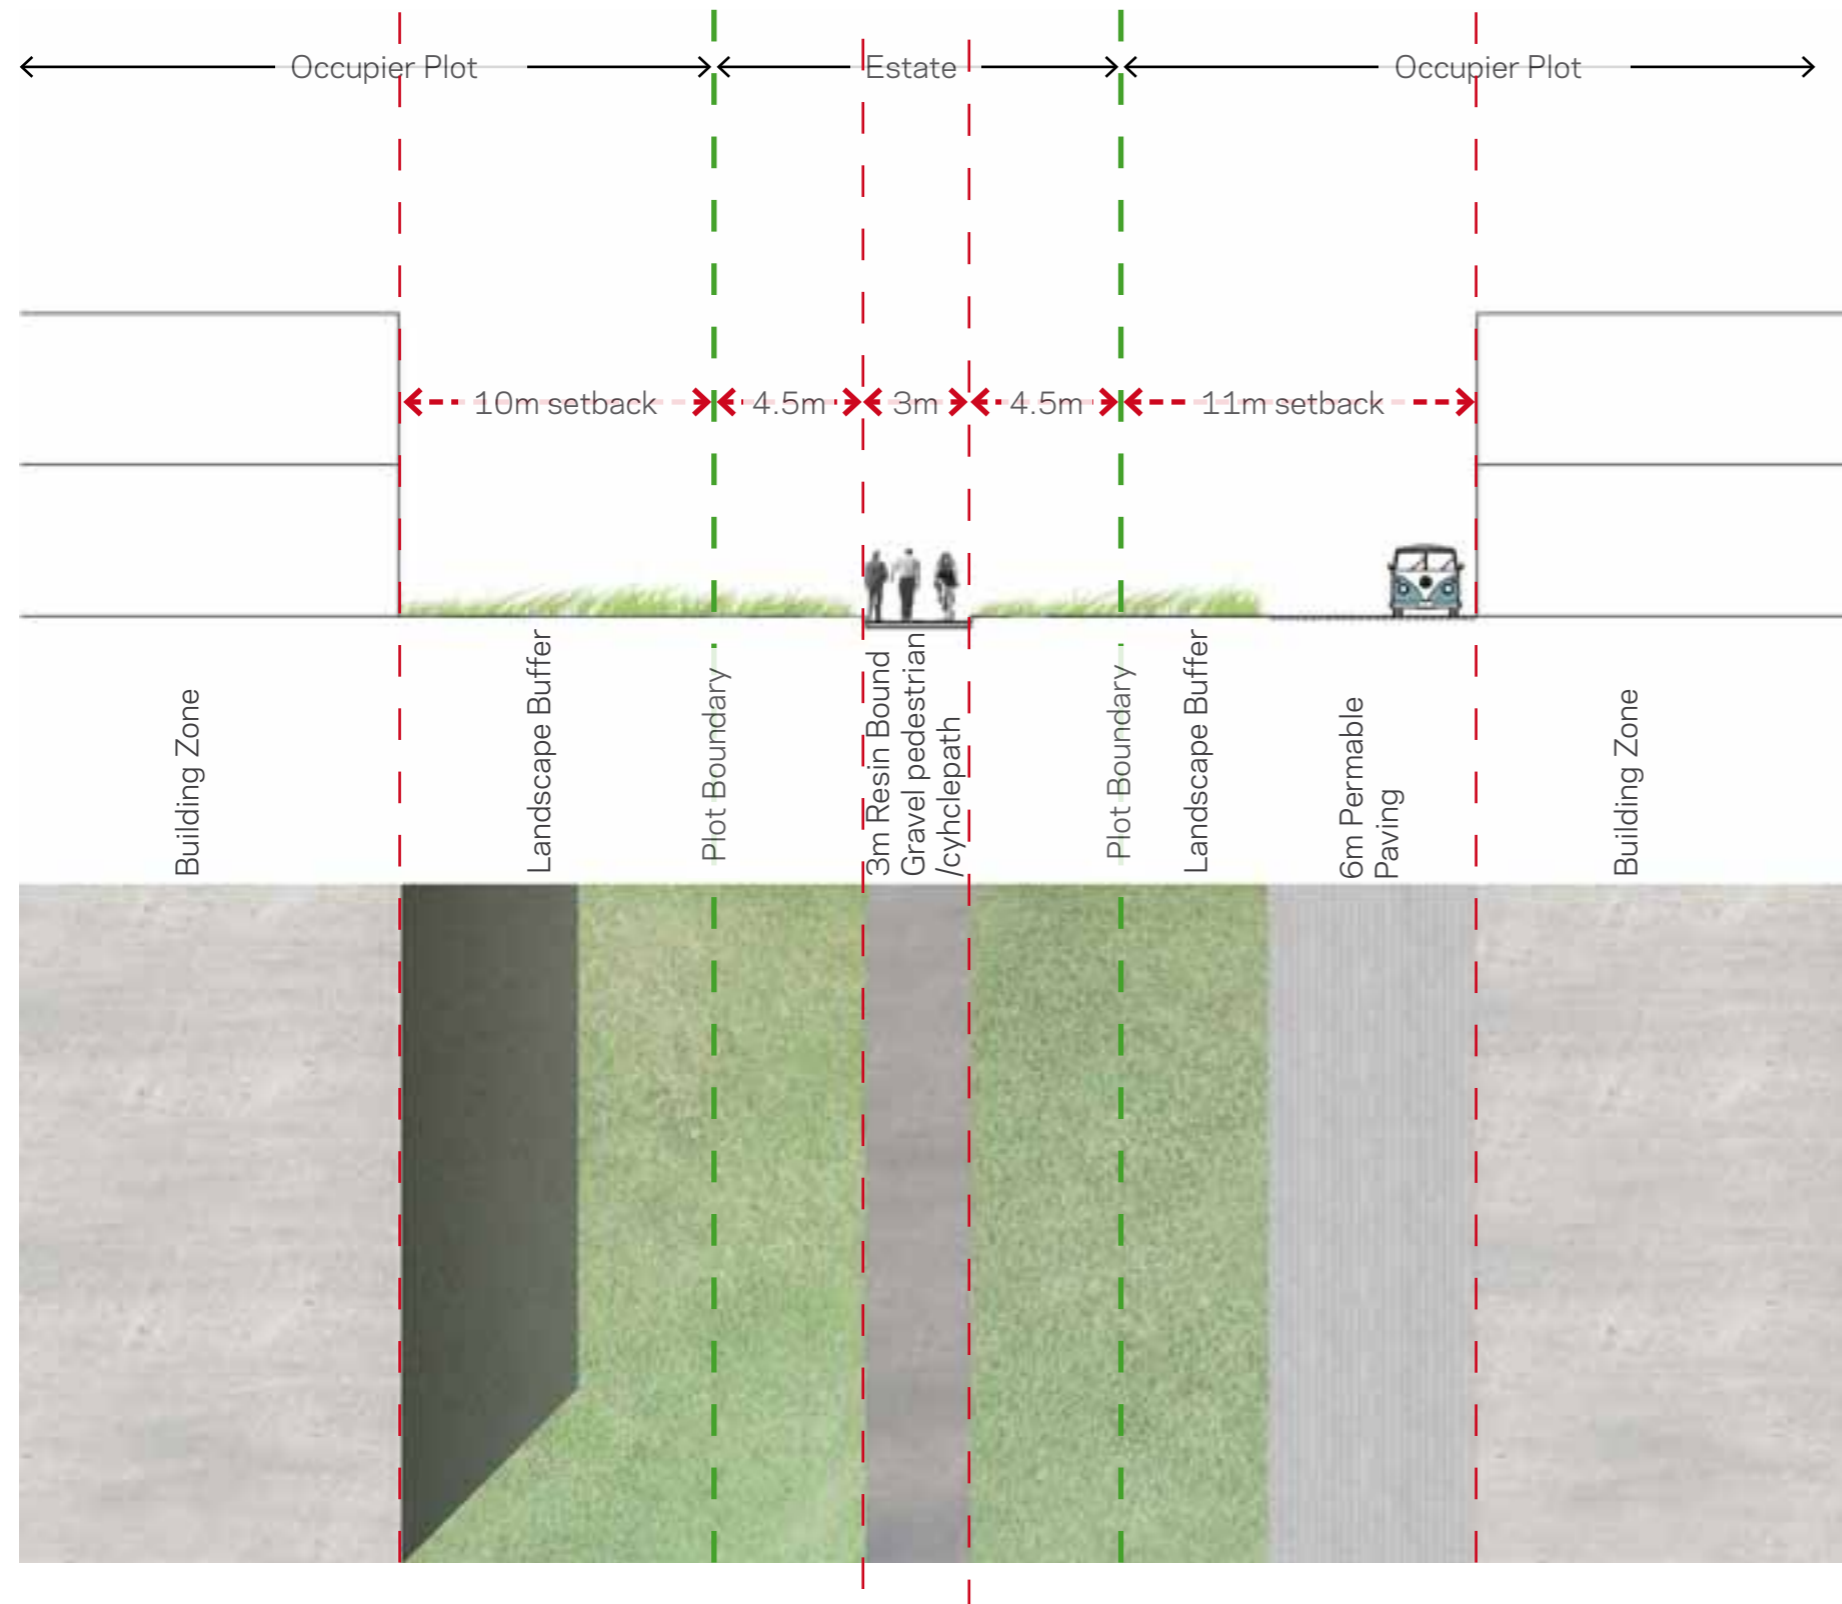 Occupier Plot
Estate
Occupier Plot
10m setback
4.5m
3m
4.5m
11m setback
Building Zone
Landscape Buffer
Plot Boundary
3m Resin Bound
Gravel pedestrian
/cyhclepath
Plot Boundary
Landscape Buffer
6m Permable
Paving
Building Zone